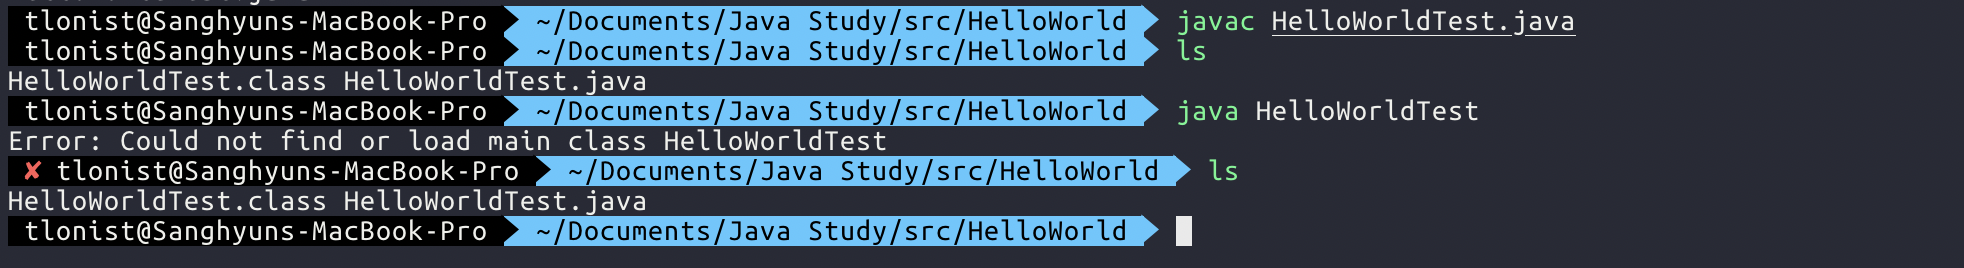 tlonist@Sanghyuns-MacBook-Pro ~/Documents/Java Study/src/HelloWorld javac HelloWorldTest.java
tlonist@Sanghyuns-MacBook-Pro ~/Documents/Java Study/src/HelloWorld ls
HelloWorldTest.class HelloWorldTest.java
tlonist@Sanghyuns-MacBook-Pro ~/Documents/Java Study/src/HelloWorld java HelloWorldTest
Error: Could not find or load main class HelloWorldTest
✘ tlonist@Sanghyuns-MacBook-Pro ~/Documents/Java Study/src/HelloWorld ls
HelloWorldTest.class HelloWorldTest.java
tlonist@Sanghyuns-MacBook-Pro ~/Documents/Java Study/src/HelloWorld